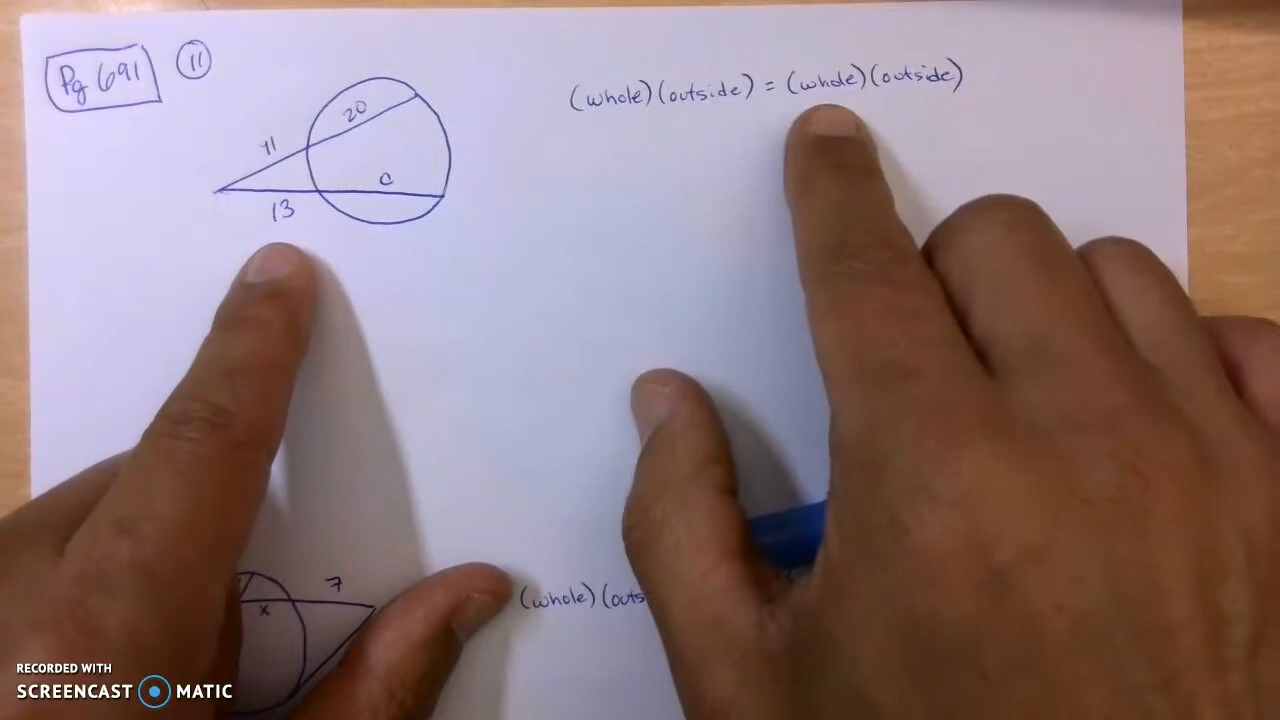 Pg 691 11
(whole)(outside) = (whole)(outside)
20
11
c
13
7
x
(whole)(outs
RECORDED WITH
SCREENCAST MATIC